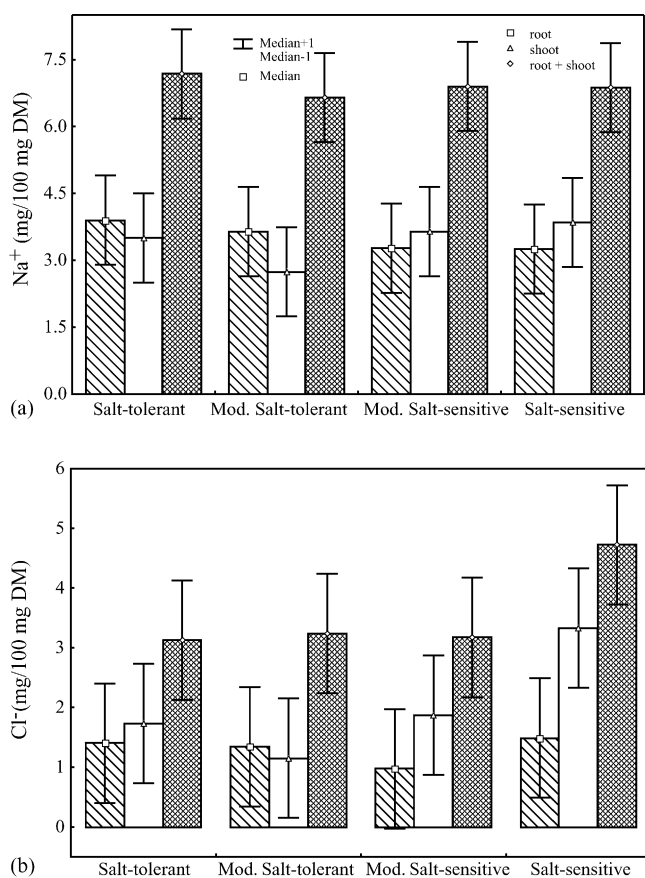 Median+1
Median-1
Median
root
shoot
root + shoot
Na+ (mg/100 mg DM)
7.5
6.0
4.5
3.0
1.5
0.0
(a)
Salt-tolerant Mod. Salt-tolerant Mod. Salt-sensitive Salt-sensitive
Cl-(mg/100 mg DM)
6
5
4
3
2
1
0
(b)
Salt-tolerant Mod. Salt-tolerant Mod. Salt-sensitive Salt-sensitive